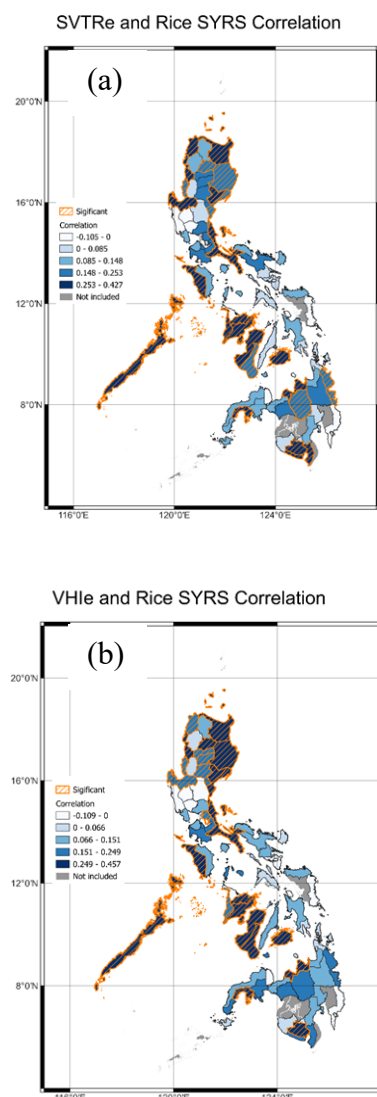 SVTRe and Rice SYRS Correlation
(a)
20°0'N
16°0'N
12°0'N
8°0'N
Sigificant
Correlation
-0.105 - 0
0 - 0.085
0.085 - 0.148
0.148 - 0.253
0.253 - 0.427
Not included
116°0'E 120°0'E 124°0'E
VHIe and Rice SYRS Correlation
(b)
20°0'N
16°0'N
12°0'N
8°0'N
Sigificant
Correlation
-0.109 - 0
0 - 0.066
0.066 - 0.151
0.151 - 0.249
0.249 - 0.457
Not included